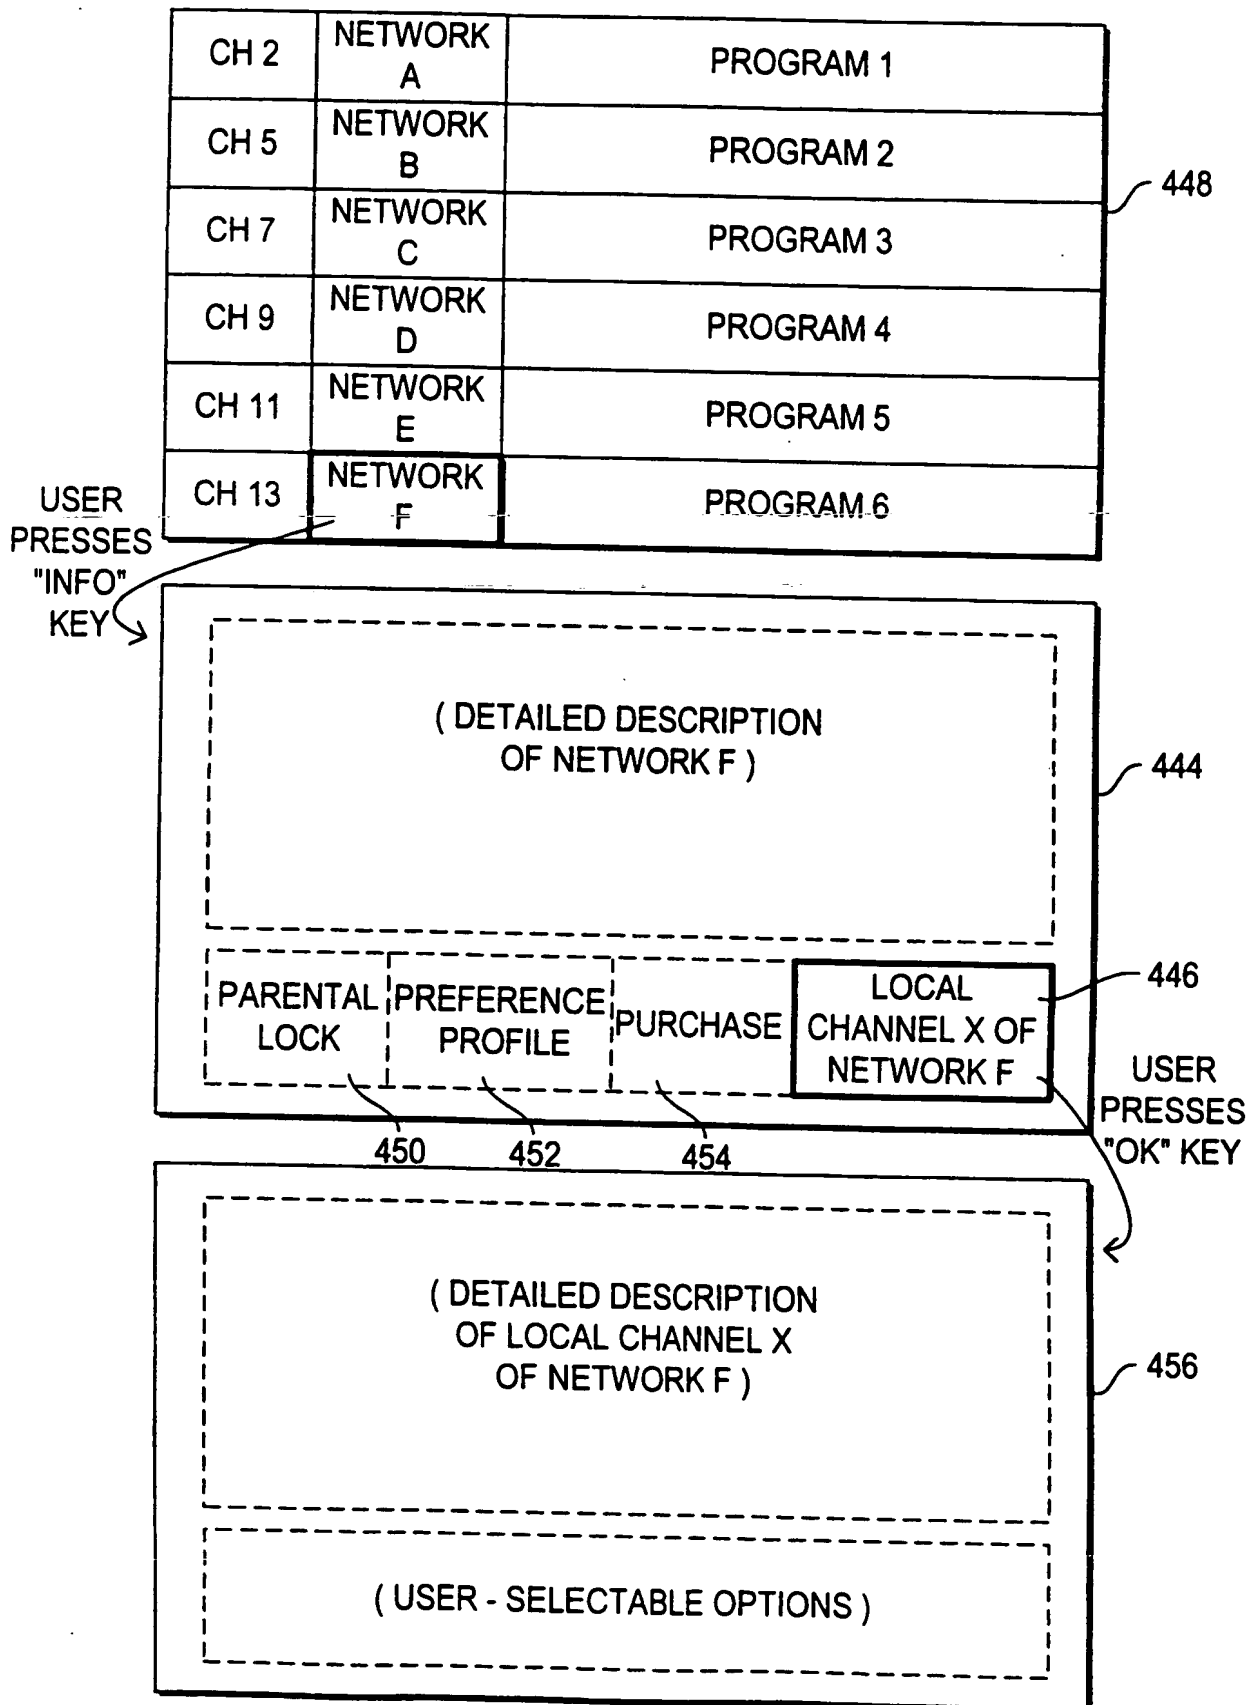 CH 2
NETWORK
A
PROGRAM 1
CH 5
NETWORK
B
PROGRAM 2
448
CH 7
NETWORK
C
PROGRAM 3
CH 9
NETWORK
D
PROGRAM 4
CH 11
NETWORK
E
PROGRAM 5
CH 13
NETWORK
F
PROGRAM 6
USER
PRESSES
"INFO"
KEY
( DETAILED DESCRIPTION
OF NETWORK F )
444
PARENTAL
LOCK
PREFERENCE
PROFILE
PURCHASE
LOCAL
CHANNEL X OF
NETWORK F
446
USER
PRESSES
"OK" KEY
450
452
454
( DETAILED DESCRIPTION
OF LOCAL CHANNEL X
OF NETWORK F )
456
( USER - SELECTABLE OPTIONS )